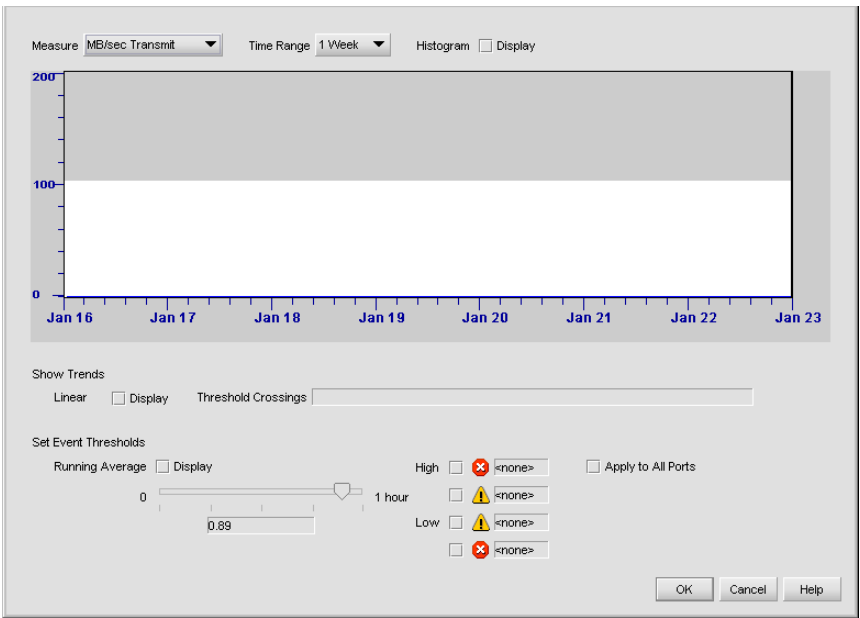 Measure MB/sec Transmit Time Range 1 Week Histogram Display
200
100
0
Jan 16 Jan 17 Jan 18 Jan 19 Jan 20 Jan 21 Jan 22 Jan 23
Show Trends
Linear Display Threshold Crossings
Set Event Thresholds
Running Average Display High <none> Apply to All Ports
0 1 hour <none>
0.89 Low <none>
<none>
OK Cancel Help